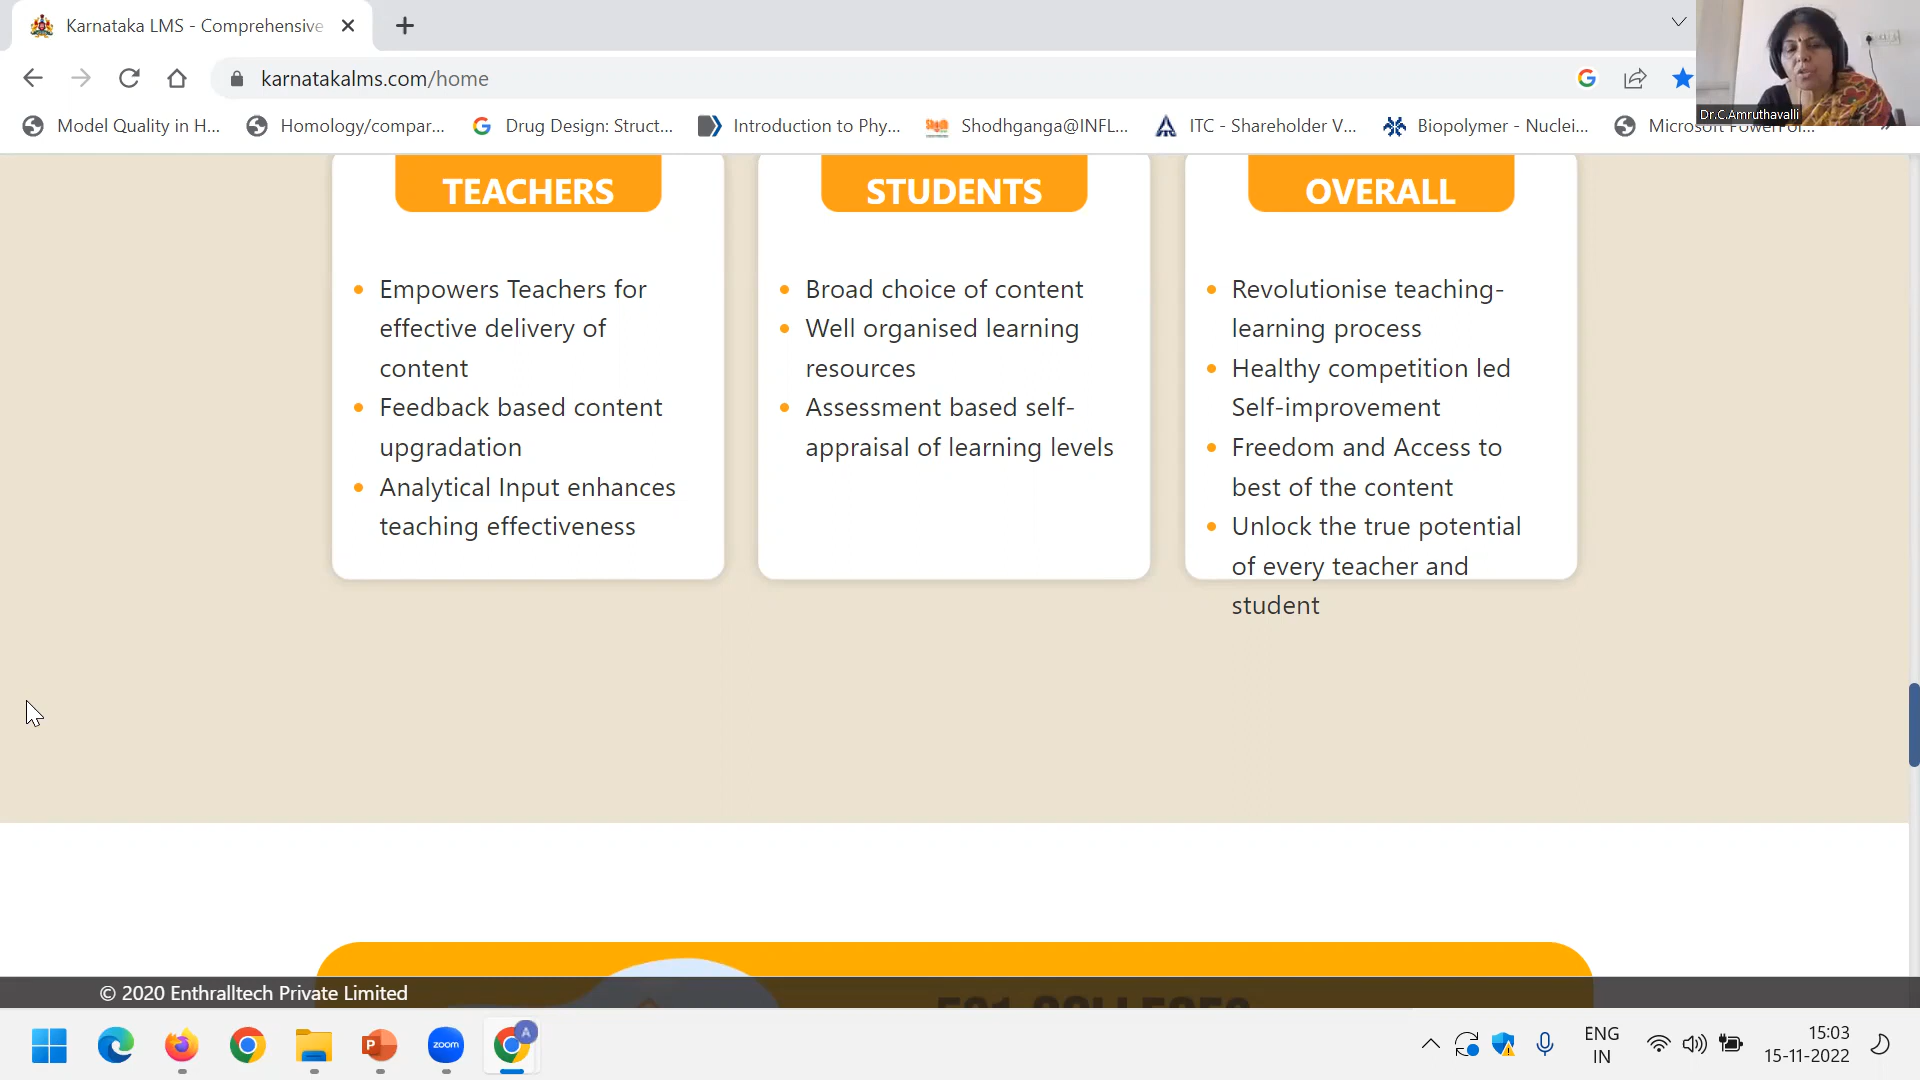 Karnataka LMS - Comprehensive
karnatakalms.com/home
Dr.C.Amruthavalli
Model Quality in H...
Homology/compar...
Drug Design: Struct...
Introduction to Phy...
Shodhganga@INFL...
ITC - Shareholder V...
Biopolymer - Nuclei...
Microsoft PowerPoi...
TEACHERS
Empowers Teachers for
effective delivery of
content
Feedback based content
upgradation
Analytical Input enhances
teaching effectiveness
STUDENTS
Broad choice of content
Well organised learning
resources
Assessment based self-
appraisal of learning levels
OVERALL
Revolutionise teaching-
learning process
Healthy competition led
Self-improvement
Freedom and Access to
best of the content
Unlock the true potential
of every teacher and
student
© 2020 Enthralltech Private Limited
P
zoom
A
ENG
IN
15:03
15-11-2022